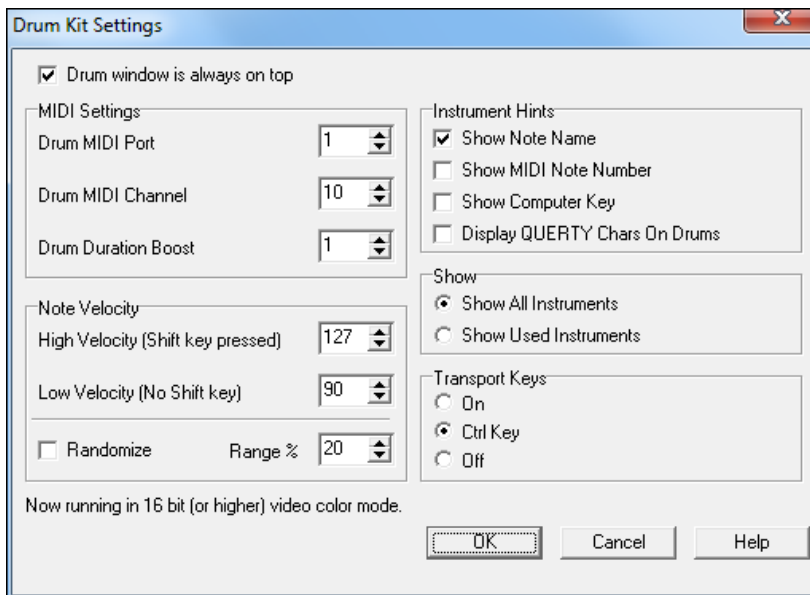 Drum Kit Settings
Drum window is always on top
MIDI Settings
Drum MIDI Port 1
Drum MIDI Channel 10
Drum Duration Boost 1
Note Velocity
High Velocity (Shift key pressed) 127
Low Velocity (No Shift key) 90
Randomize Range % 20
Instrument Hints
Show Note Name
Show MIDI Note Number
Show Computer Key
Display QUERTY Chars On Drums
Show
Show All Instruments
Show Used Instruments
Transport Keys
On
Ctrl Key
Off
Now running in 16 bit (or higher) video color mode.
OK Cancel Help